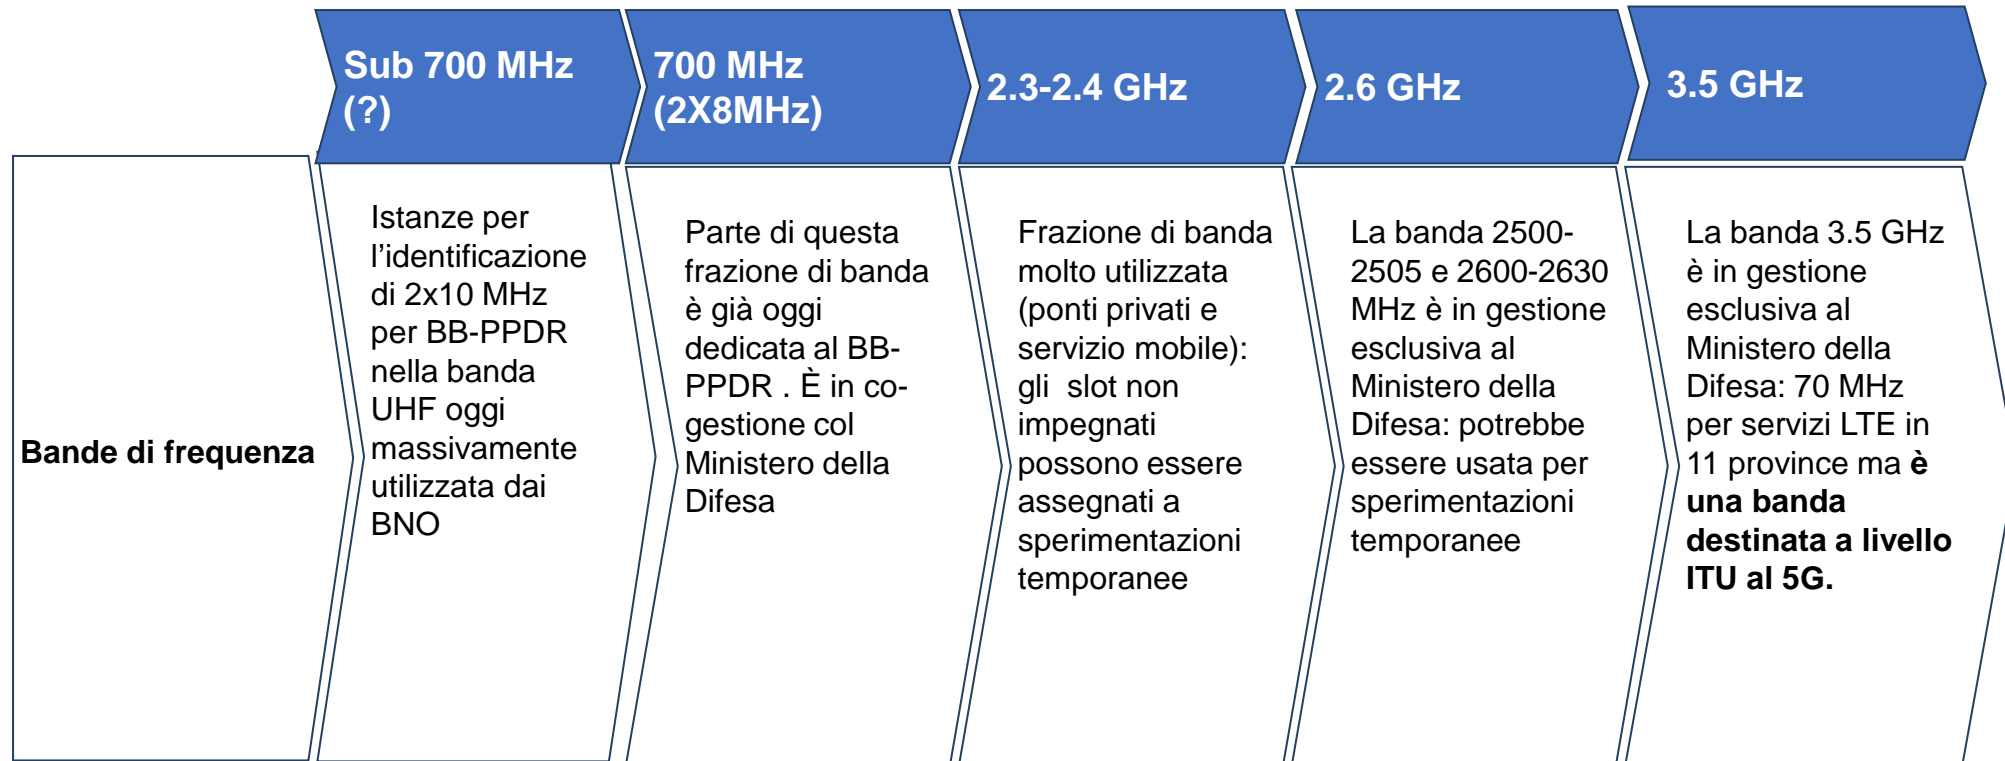 Sub 700 MHz
(?)
700 MHz
(2X8MHz)
2.3-2.4 GHz
2.6 GHz
3.5 GHz
Bande di frequenza
Istanze per
l'identificazione
di 2x10 MHz
per BB-PPDR
nella banda
UHF oggi
massivamente
utilizzata dai
BNO
Parte di questa
frazione di banda
è già oggi
dedicata al BB-
PPDR . È in co-
gestione col
Ministero della
Difesa
Frazione di banda
molto utilizzata
(ponti privati e
servizio mobile):
gli  slot non
impegnati
possono essere
assegnati a
sperimentazioni
temporanee
La banda 2500-
2505 e 2600-2630
MHz è in gestione
esclusiva al
Ministero della
Difesa: potrebbe
essere usata per
sperimentazioni
temporanee
La banda 3.5 GHz
è in gestione
esclusiva al
Ministero della
Difesa: 70 MHz
per servizi LTE in
11 province ma è
una banda
destinata a livello
ITU al 5G.